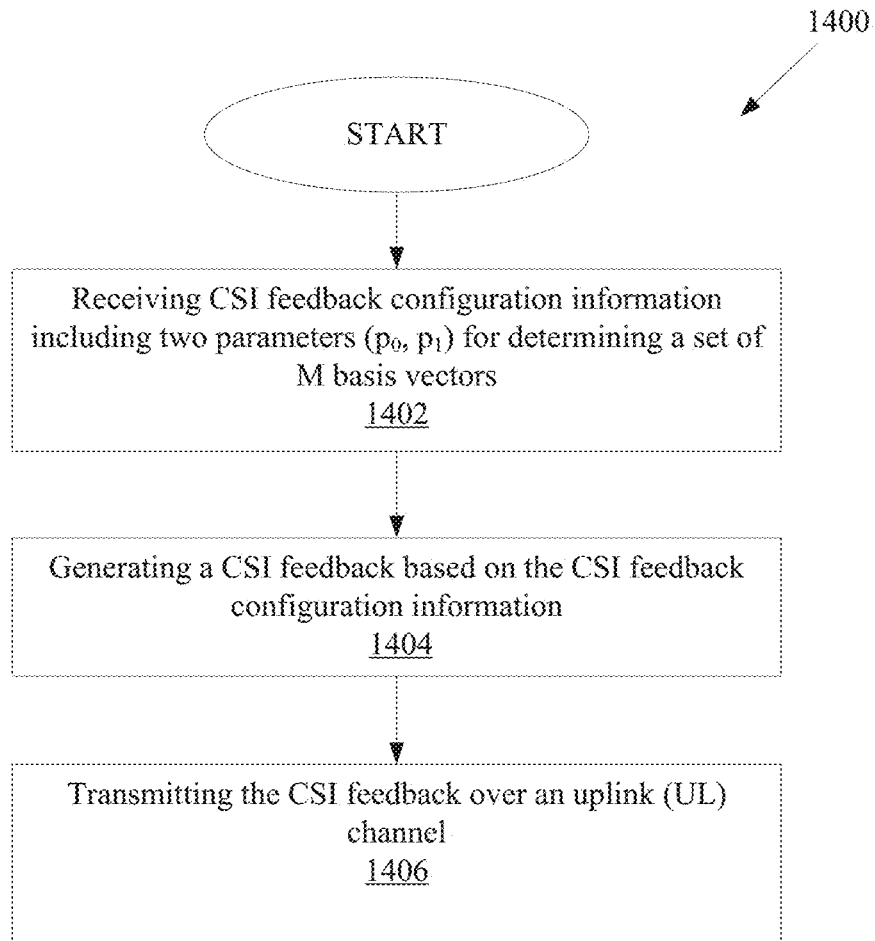 1400
START
Receiving CSI feedback configuration information
including two parameters (p₀, p₁) for determining a set of
M basis vectors
1402
Generating a CSI feedback based on the CSI feedback
configuration information
1404
Transmitting the CSI feedback over an uplink (UL)
channel
1406